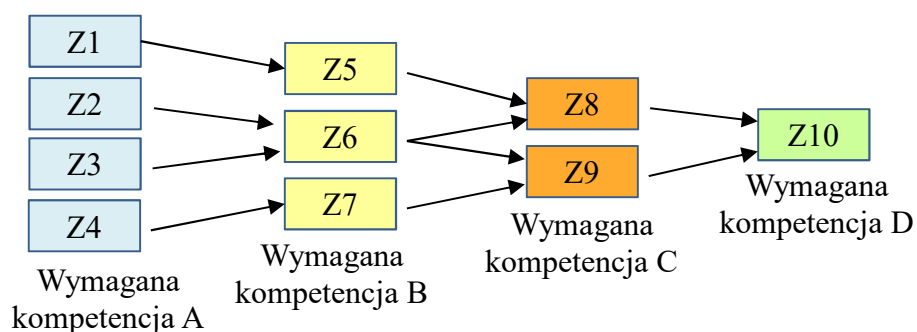 Z1
Z2
Z3
Z4
Wymagana
kompetencja A
Z5
Z6
Z7
Wymagana
kompetencja B
Z8
Z9
Wymagana
kompetencja C
Z10
Wymagana
kompetencja D